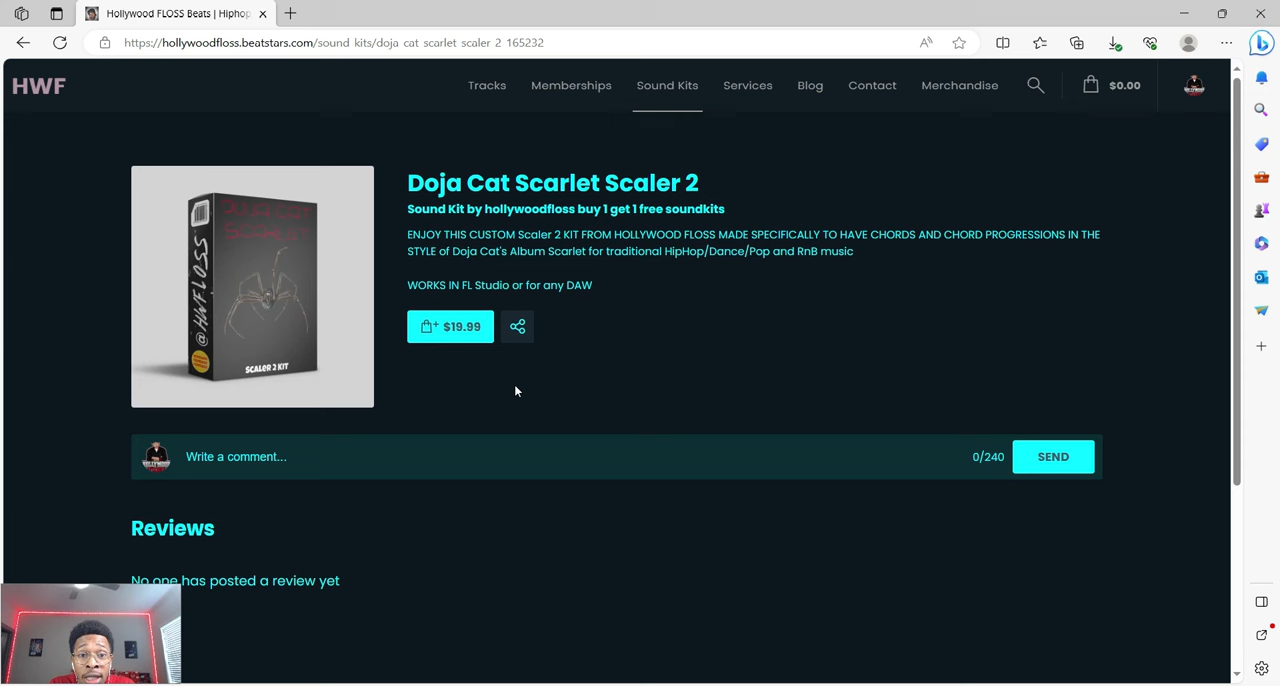 Hollywood FLOSS Beats | Hiphop
https://hollywoodfloss.beatstars.com/sound kits/doja cat scarlet scaler 2 165232
HWF
Tracks
Memberships
Sound Kits
Services
Blog
Contact
Merchandise
$0.00
Doja Cat Scarlet Scaler 2
Sound Kit by hollywoodfloss buy 1 get 1 free soundkits
ENJOY THIS CUSTOM Scaler 2 KIT FROM HOLLYWOOD FLOSS MADE SPECIFICALLY TO HAVE CHORDS AND CHORD PROGRESSIONS IN THE
STYLE of Doja Cat's Album Scarlet for traditional HipHop/Dance/Pop and RnB music
WORKS IN FL Studio or for any DAW
$19.99
DOJA CAT
SCARLET
@HWFLOSS
SCALER 2 KIT
Write a comment...
0/240
SEND
Reviews
No one has posted a review yet